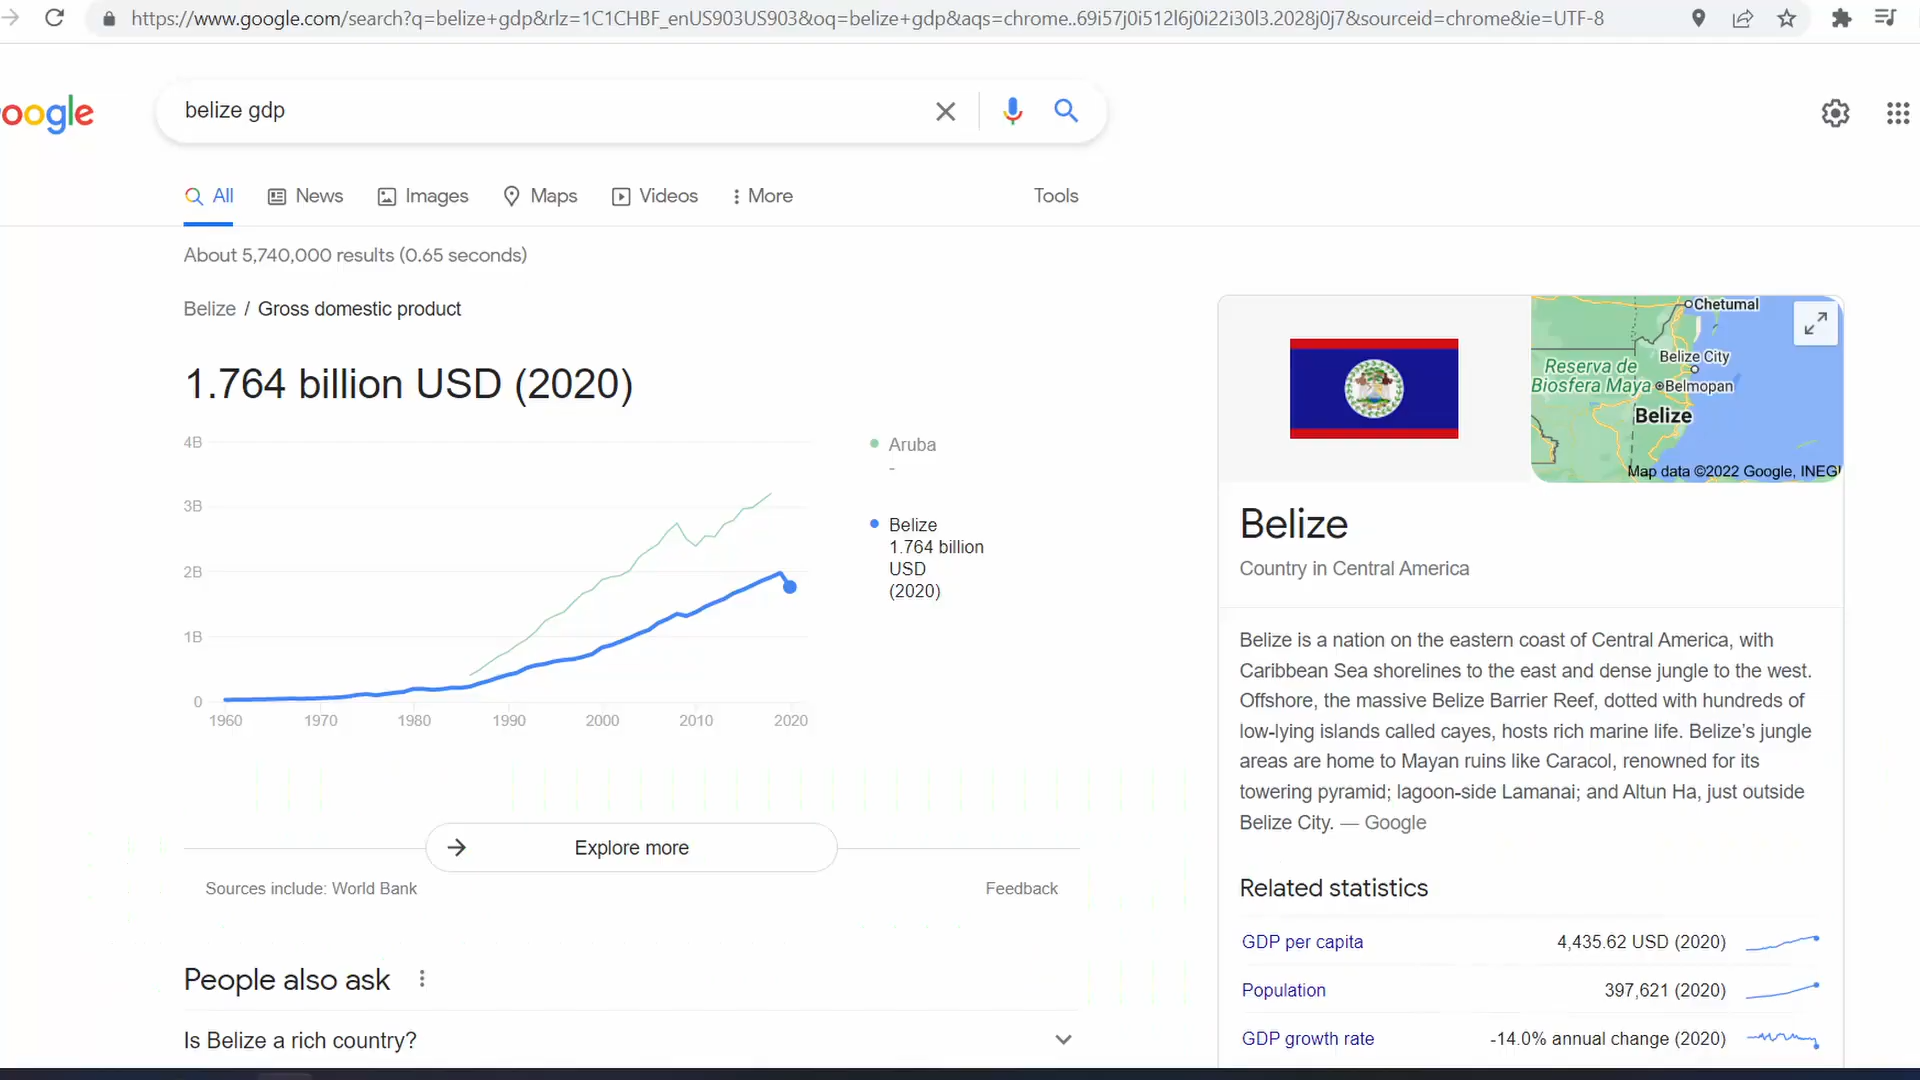 https://www.google.com/search?q=belize+gdp&rlz=1C1CHBF_enUS903US903&oq=belize+gdp&aqs=chrome..69i57j0i512l6j0i22i30l3.2028j0j7&sourceid=chrome&ie=UTF-8
oogle
belize gdp
All
News
Images
Maps
Videos
More
Tools
About 5,740,000 results (0.65 seconds)
Belize / Gross domestic product
1.764 billion USD (2020)
4B
3B
2B
1B
0
1960
1970
1980
1990
2000
2010
2020
Aruba
-
Belize
1.764 billion
USD
(2020)
Explore more
Sources include: World Bank
Feedback
People also ask
Is Belize a rich country?
Chetumal
Belize City
Reserva de
Biosfera Maya
Belmopan
Belize
Map data ©2022 Google, INEGI
Belize
Country in Central America
Belize is a nation on the eastern coast of Central America, with
Caribbean Sea shorelines to the east and dense jungle to the west.
Offshore, the massive Belize Barrier Reef, dotted with hundreds of
low-lying islands called cayes, hosts rich marine life. Belize’s jungle
areas are home to Mayan ruins like Caracol, renowned for its
towering pyramid; lagoon-side Lamanai; and Altun Ha, just outside
Belize City. — Google
Related statistics
GDP per capita
4,435.62 USD (2020)
Population
397,621 (2020)
GDP growth rate
-14.0% annual change (2020)